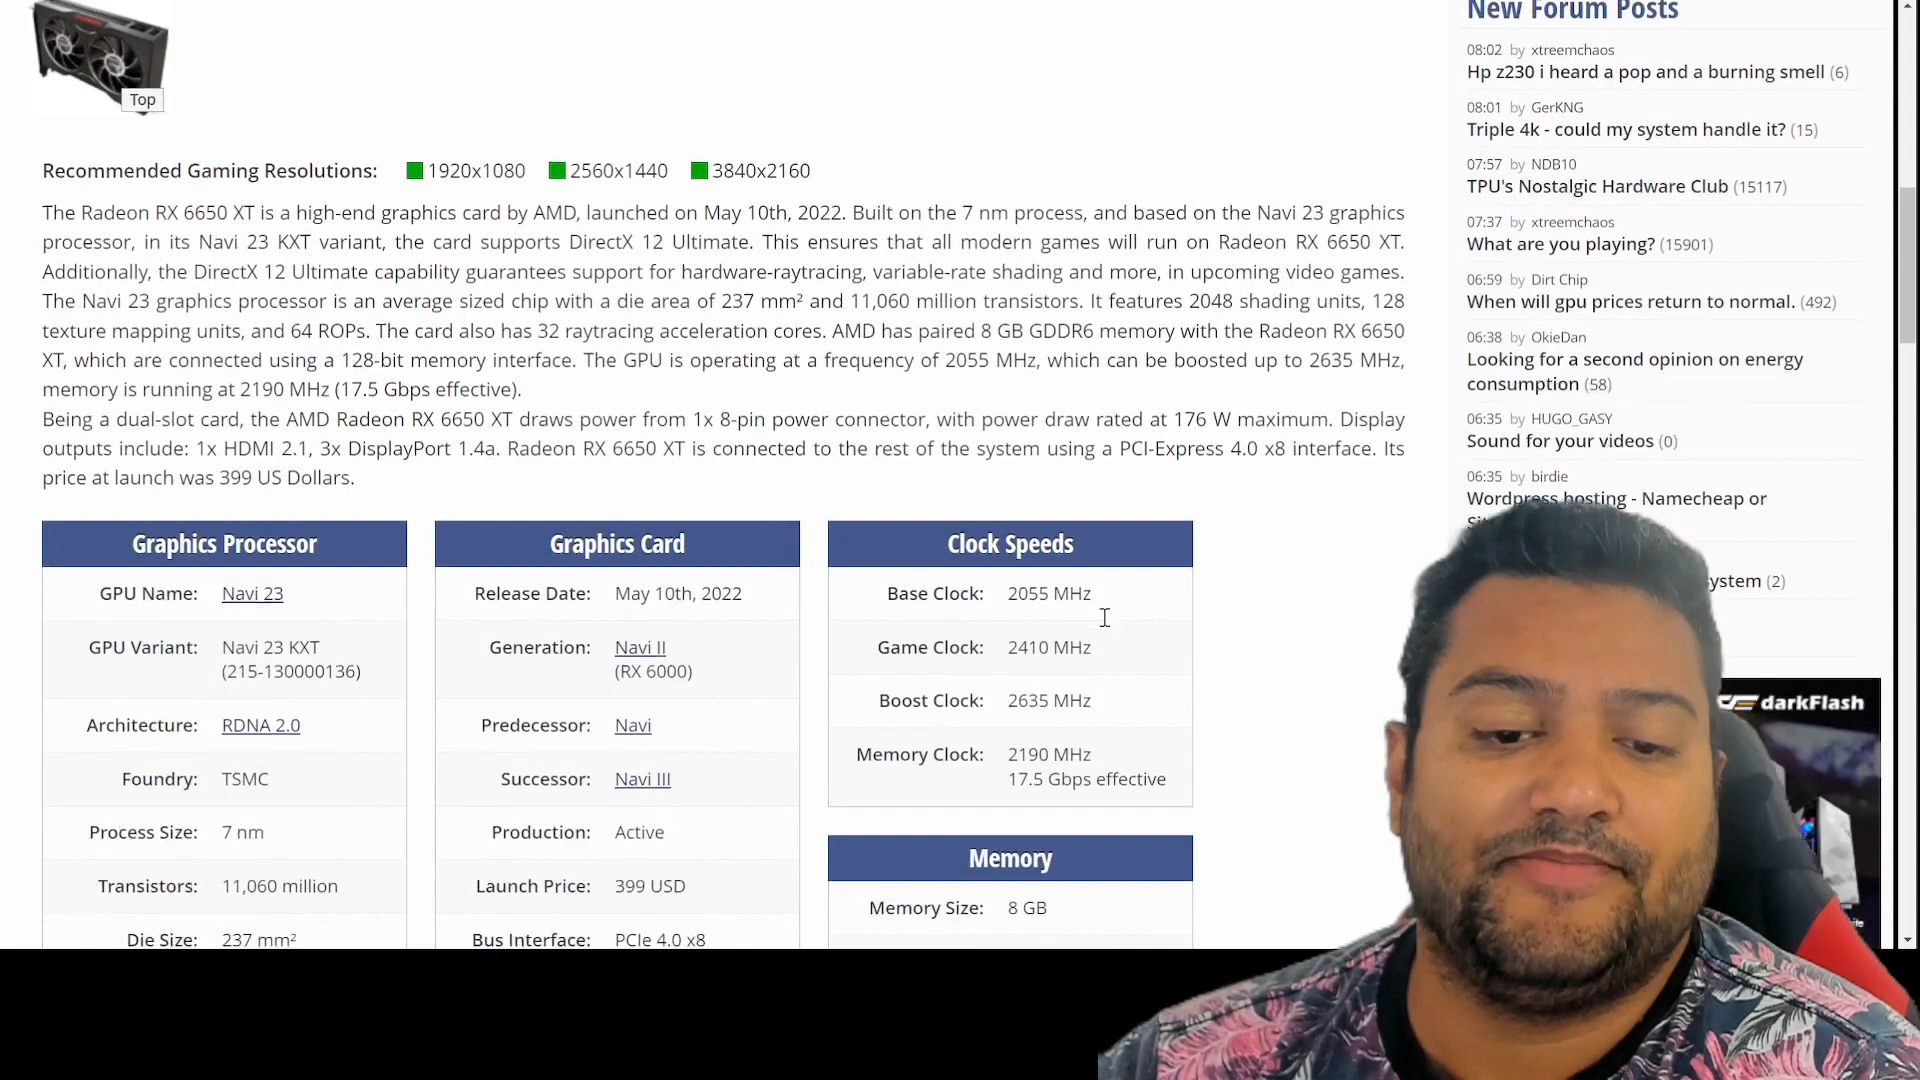 Top
Recommended Gaming Resolutions: 1920x1080 2560x1440 3840x2160
The Radeon RX 6650 XT is a high-end graphics card by AMD, launched on May 10th, 2022. Built on the 7 nm process, and based on the Navi 23 graphics
processor, in its Navi 23 KXT variant, the card supports DirectX 12 Ultimate. This ensures that all modern games will run on Radeon RX 6650 XT.
Additionally, the DirectX 12 Ultimate capability guarantees support for hardware-raytracing, variable-rate shading and more, in upcoming video games.
The Navi 23 graphics processor is an average sized chip with a die area of 237 mm² and 11,060 million transistors. It features 2048 shading units, 128
texture mapping units, and 64 ROPs. The card also has 32 raytracing acceleration cores. AMD has paired 8 GB GDDR6 memory with the Radeon RX 6650
XT, which are connected using a 128-bit memory interface. The GPU is operating at a frequency of 2055 MHz, which can be boosted up to 2635 MHz,
memory is running at 2190 MHz (17.5 Gbps effective).
Being a dual-slot card, the AMD Radeon RX 6650 XT draws power from 1x 8-pin power connector, with power draw rated at 176 W maximum. Display
outputs include: 1x HDMI 2.1, 3x DisplayPort 1.4a. Radeon RX 6650 XT is connected to the rest of the system using a PCI-Express 4.0 x8 interface. Its
price at launch was 399 US Dollars.
Graphics Processor
GPU Name: Navi 23
GPU Variant: Navi 23 KXT
(215-130000136)
Architecture: RDNA 2.0
Foundry: TSMC
Process Size: 7 nm
Transistors: 11,060 million
Die Size: 237 mm²
Graphics Card
Release Date: May 10th, 2022
Generation: Navi II
(RX 6000)
Predecessor: Navi
Successor: Navi III
Production: Active
Launch Price: 399 USD
Bus Interface: PCIe 4.0 x8
Clock Speeds
Base Clock: 2055 MHz
Game Clock: 2410 MHz
Boost Clock: 2635 MHz
Memory Clock: 2190 MHz
17.5 Gbps effective
Memory
Memory Size: 8 GB
New Forum Posts
08:02 by xtreemchaos
Hp z230 i heard a pop and a burning smell (6)
08:01 by GerKNG
Triple 4k - could my system handle it? (15)
07:57 by NDB10
TPU's Nostalgic Hardware Club (15117)
07:37 by xtreemchaos
What are you playing? (15901)
06:59 by Dirt Chip
When will gpu prices return to normal. (492)
06:38 by OkieDan
Looking for a second opinion on energy
consumption (58)
06:35 by HUGO_GASY
Sound for your videos (0)
06:35 by birdie
Wordpress hosting - Namecheap or
ystem (2)
darkFlash